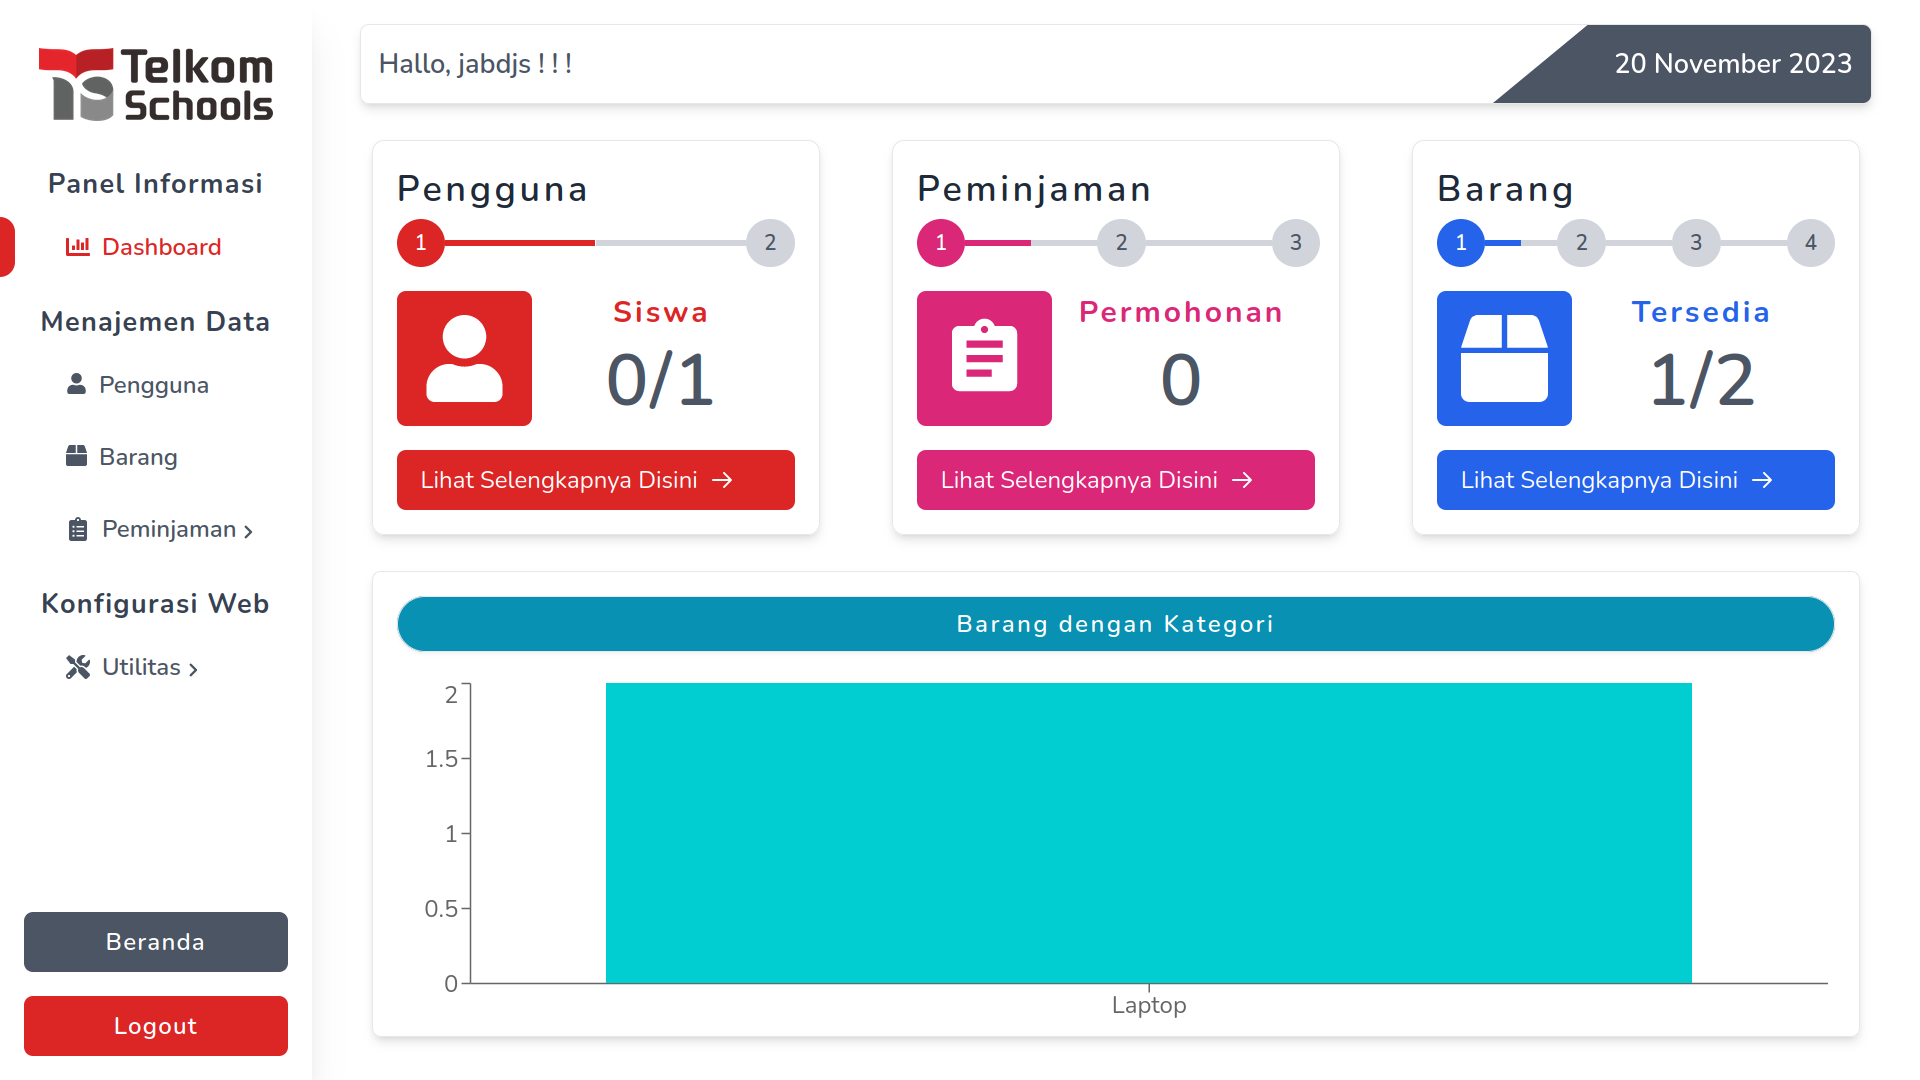 Telkom
Schools
Panel Informasi
Dashboard
Menajemen Data
Pengguna
Barang
Peminjaman
Konfigurasi Web
Utilitas
Beranda
Logout
Hallo, jabdjs ! ! !
20 November 2023
Pengguna
1 2
Siswa
0/1
Lihat Selengkapnya Disini
Peminjaman
1 2 3
Permohonan
0
Lihat Selengkapnya Disini
Barang
1 2 3 4
Tersedia
1/2
Lihat Selengkapnya Disini
Barang dengan Kategori
2
1.5
1
0.5
0
Laptop